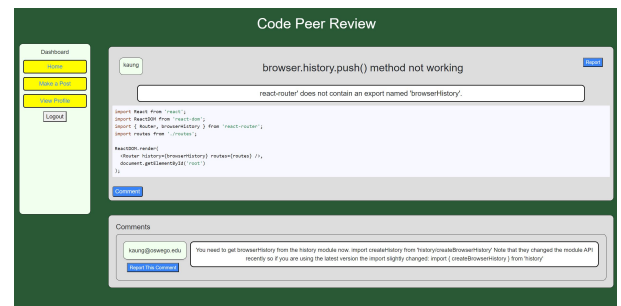 Code Peer Review
Dashboard
Home
Make a Post
View Profile
Logout
kaung
browser.history.push() method not working
Report
react-router' does not contain an export named 'browserHistory'.
import React from 'react';
import ReactDOM from 'react-dom';
import { Router, browserHistory } from 'react-router';
import routes from './routes';
ReactDOM.render(
<Router history={browserHistory} routes={routes} />,
document.getElementById('root')
);
Comment
Comments
kaung@oswego.edu
Report This Comment
You need to get browserHistory from the history module now. import createHistory from 'history/createBrowserHistory' Note that they changed the module API
recently so if you are using the latest version the import slightly changed: import { createBrowserHistory } from 'history'